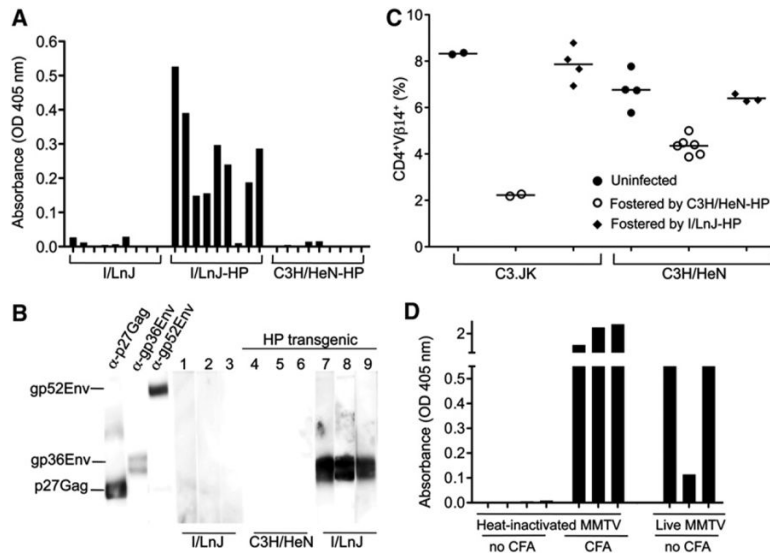 A
Absorbance (OD 405 nm)
0.6
0.5
0.4
0.3
0.2
0.1
0.0
I/LnJ
I/LnJ-HP
C3H/HeN-HP
B
α-p27Gag
α-gp36Env
α-gp52Env
HP transgenic
1 2 3 4 5 6 7 8 9
gp52Env
gp36Env
p27Gag
I/LnJ
C3H/HeN
I/LnJ
C
CD4⁺Vβ14⁺ (%)
10
8
6
4
2
0
Uninfected
Fostered by C3H/HeN-HP
Fostered by I/LnJ-HP
C3.JK
C3H/HeN
D
Absorbance (OD 405 nm)
2
0.5
0.4
0.3
0.2
0.1
0.0
Heat-inactivated MMTV
Live MMTV
no CFA
CFA
no CFA